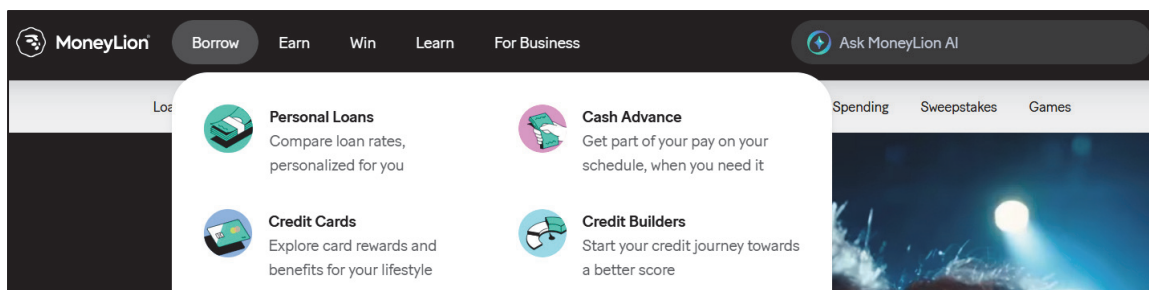 MoneyLion Borrow Earn Win Learn For Business Ask MoneyLion AI
Spending Sweepstakes Games
Personal Loans
Compare loan rates,
personalized for you
Cash Advance
Get part of your pay on your
schedule, when you need it
Credit Cards
Explore card rewards and
benefits for your lifestyle
Credit Builders
Start your credit journey towards
a better score